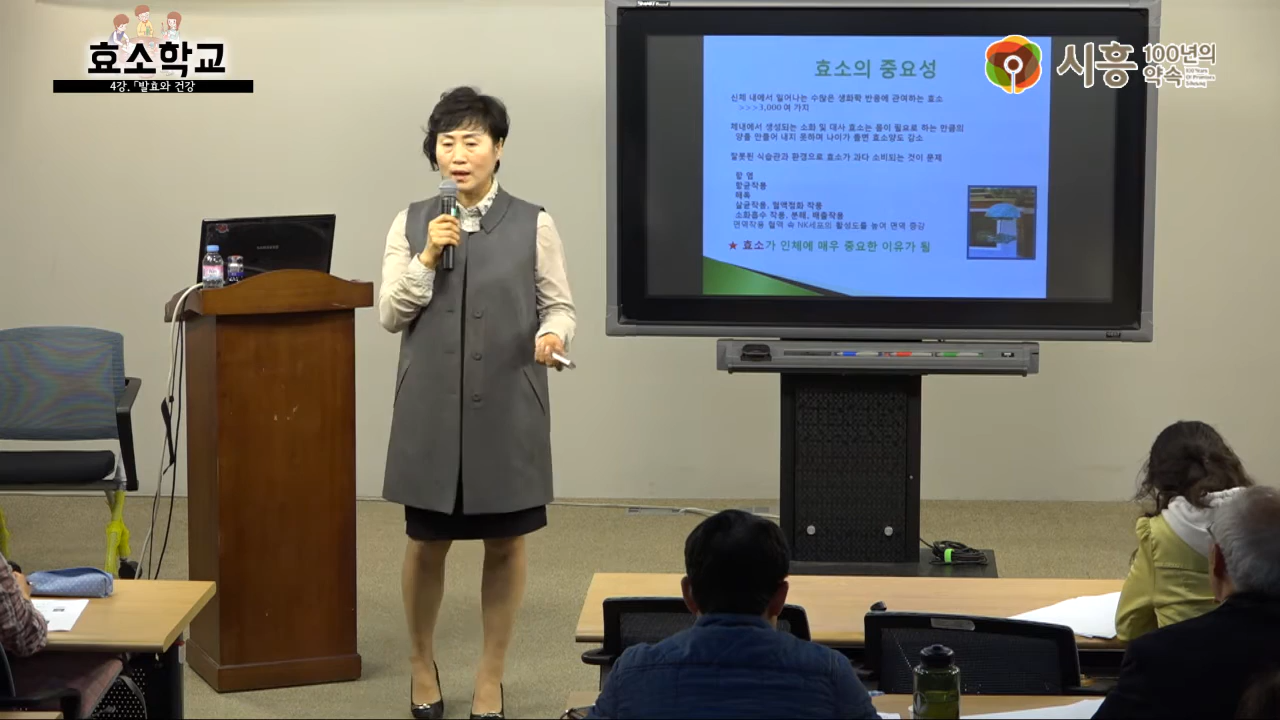 효소학교
4강. 「발효와 건강
시흥 100년의 약속
SAMSUNG
효소의 중요성
신체 내에서 일어나는 수많은 생화학 반응에 관여하는 효소
>>>3,000 여 가지
체내에서 생성되는 소화 및 대사 효소는 몸이 필요로 하는 만큼의
양을 만들어 내지 못하며 나이가 들면 효소양도 감소
잘못된 식습관과 환경으로 효소가 과다 소비되는 것이 문제
항 염
항균작용
해독
살균작용, 혈액정화 작용
소화흡수 작용, 분해, 배출작용
면역작용 혈액 속 NK세포의 활성도를 높여 면역 증강
★ 효소가 인체에 매우 중요한 이유가 됨